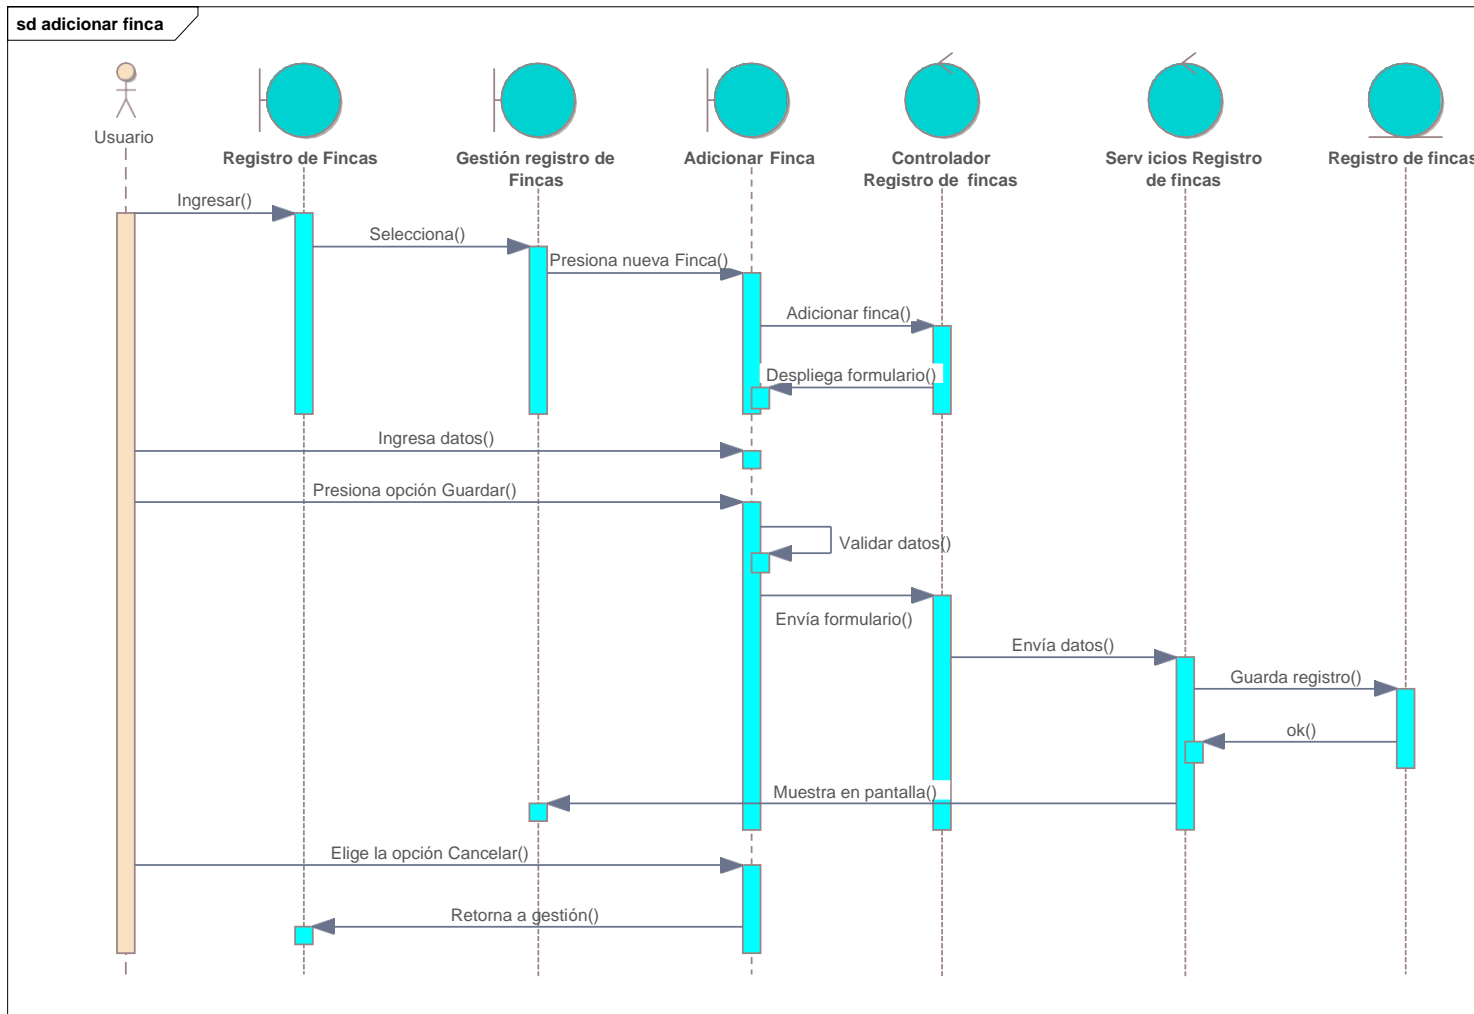 sd adicionar finca
Usuario
Registro de Fincas
Gestión registro de
Fincas
Adicionar Finca
Controlador
Registro de fincas
Serv icios Registro
de fincas
Registro de fincas
Ingresar()
Selecciona()
Presiona nueva Finca()
Adicionar finca()
Despliega formulario()
Ingresa datos()
Presiona opción Guardar()
Validar datos()
Envía formulario()
Envía datos()
Guarda registro()
ok()
Muestra en pantalla()
Elige la opción Cancelar()
Retorna a gestión()